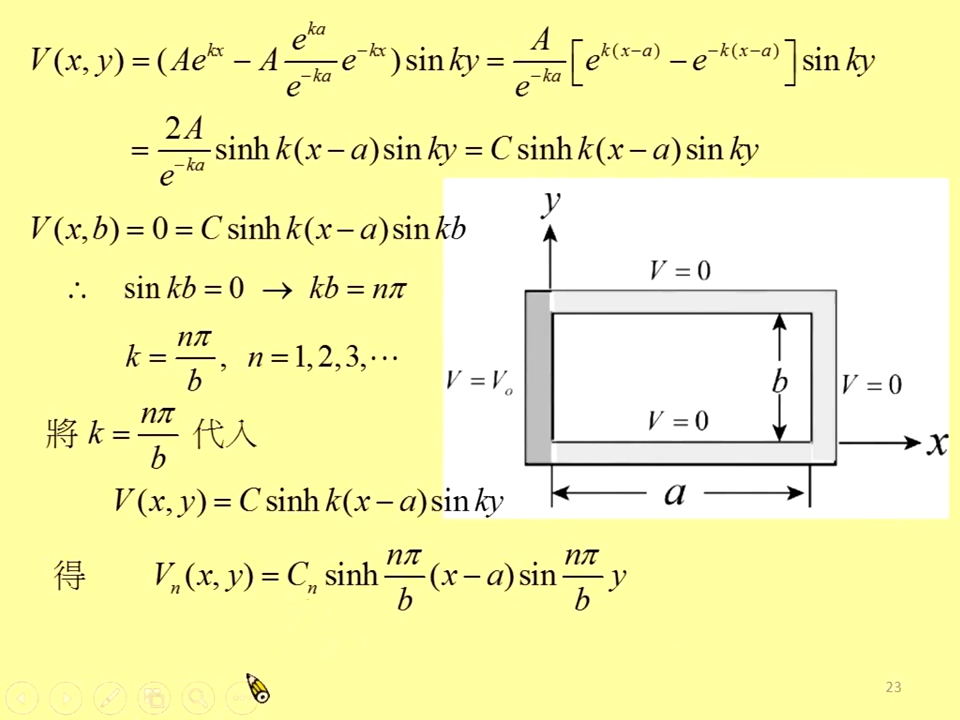 V(x, y) = (Ae^{kx} − A \frac{e^{ka}}{e^{−ka}} e^{−kx}) sin ky = \frac{A}{e^{−ka}} [e^{k(x−a)} − e^{−k(x−a)}] sin ky
= \frac{2A}{e^{−ka}} sinh k(x − a) sin ky = C sinh k(x − a) sin ky
V(x, b) = 0 = C sinh k(x − a) sin kb
∴ sin kb = 0 → kb = nπ
k = \frac{nπ}{b}, n = 1, 2, 3, ⋯
將 k = \frac{nπ}{b} 代入
V(x, y) = C sinh k(x − a) sin ky
得 V_n(x, y) = C_n sinh \frac{nπ}{b} (x − a) sin \frac{nπ}{b} y
y
V = 0
V = V_o
b
V = 0
V = 0
x
a
23